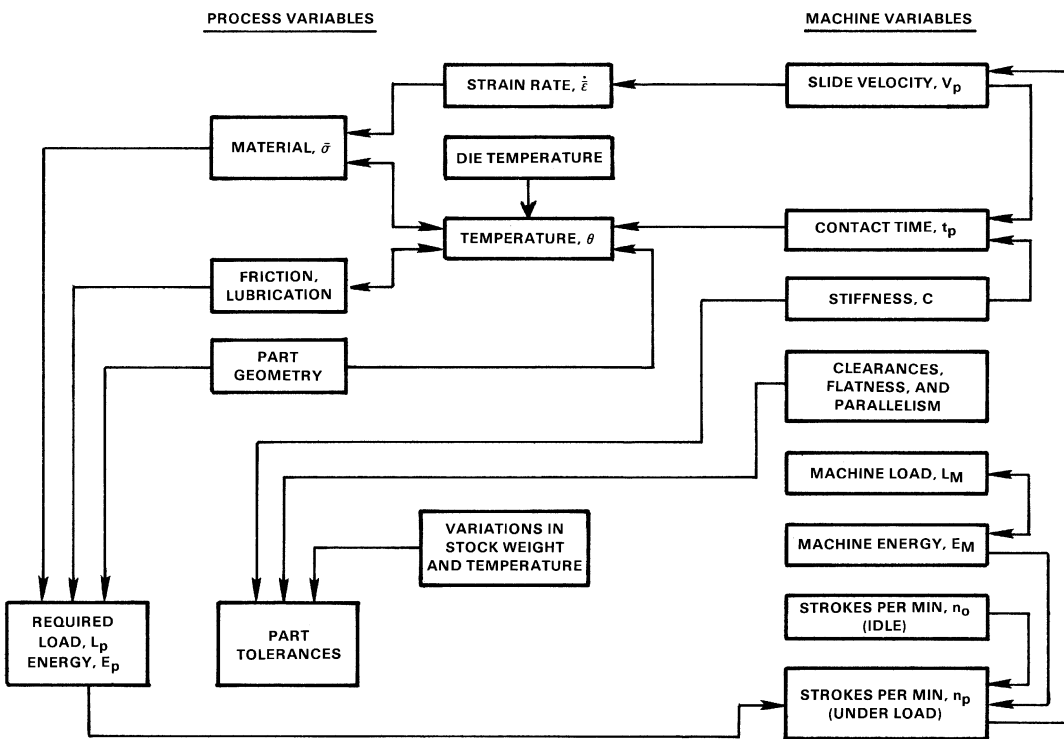 PROCESS VARIABLES
MACHINE VARIABLES
STRAIN RATE, ε̄̇
SLIDE VELOCITY, Vp
MATERIAL, σ̄
DIE TEMPERATURE
TEMPERATURE, θ
CONTACT TIME, tp
FRICTION,
LUBRICATION
STIFFNESS, C
PART
GEOMETRY
CLEARANCES,
FLATNESS, AND
PARALLELISM
MACHINE LOAD, LM
VARIATIONS IN
STOCK WEIGHT
AND TEMPERATURE
MACHINE ENERGY, EM
REQUIRED
LOAD, Lp
ENERGY, Ep
PART
TOLERANCES
STROKES PER MIN, no
(IDLE)
STROKES PER MIN, np
(UNDER LOAD)